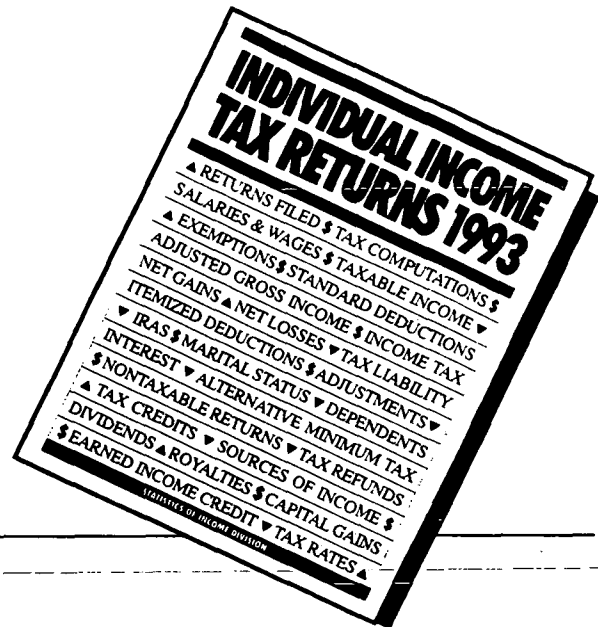 INDIVIDUAL INCOME
TAX RETURNS 1993
▲ RETURNS FILED $ TAX COMPUTATIONS $
SALARIES & WAGES $ TAXABLE INCOME ▼
▲ EXEMPTIONS $ STANDARD DEDUCTIONS
ADJUSTED GROSS INCOME $ INCOME TAX
NET GAINS ▲ NET LOSSES ▼ TAX LIABILITY
ITEMIZED DEDUCTIONS $ ADJUSTMENTS ▼
▼ IRAS $ MARITAL STATUS ▼ DEPENDENTS
INTEREST ▼ ALTERNATIVE MINIMUM TAX
$ NONTAXABLE RETURNS ▼ TAX REFUNDS
▲ TAX CREDITS ▼ SOURCES OF INCOME $
DIVIDENDS ▲ ROYALTIES $ CAPITAL GAINS
$ EARNED INCOME CREDIT ▼ TAX RATES ▲
STATISTICS OF INCOME DIVISION